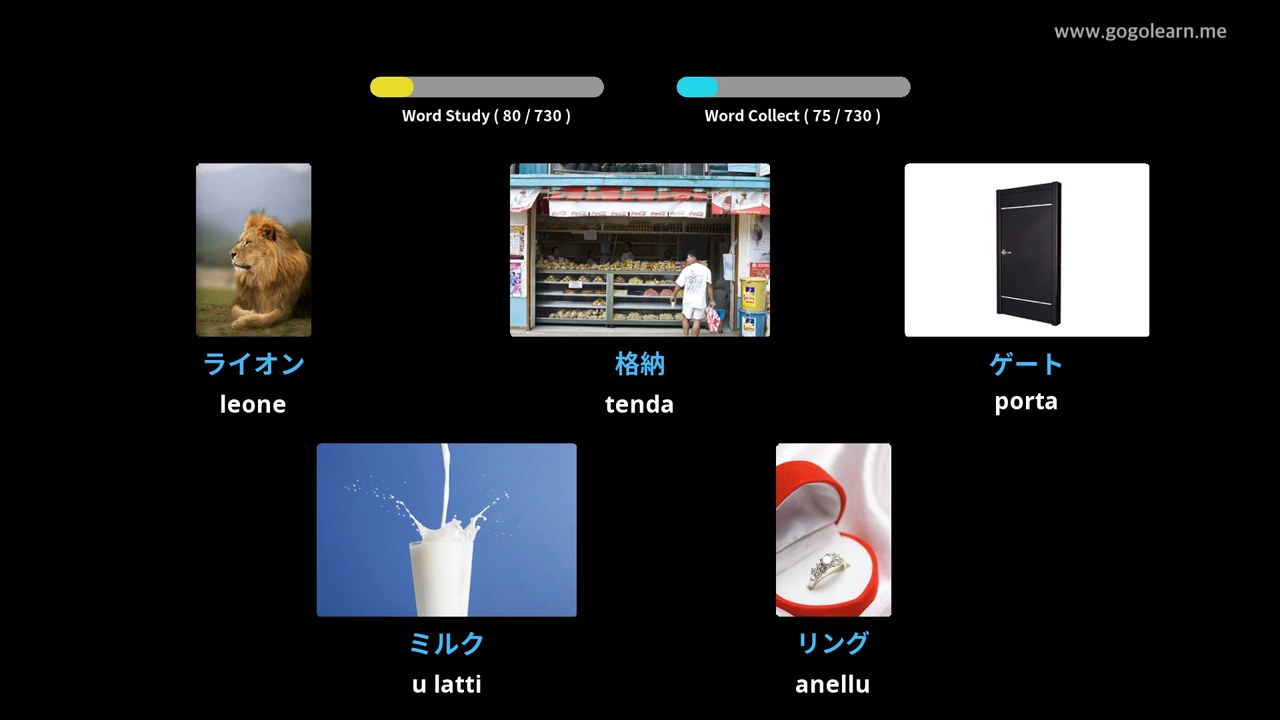 www.gogolearn.me
Word Study ( 80 / 730 )
Word Collect ( 75 / 730 )
ライオン
leone
格納
tenda
ゲート
porta
ミルク
u latti
リング
anellu